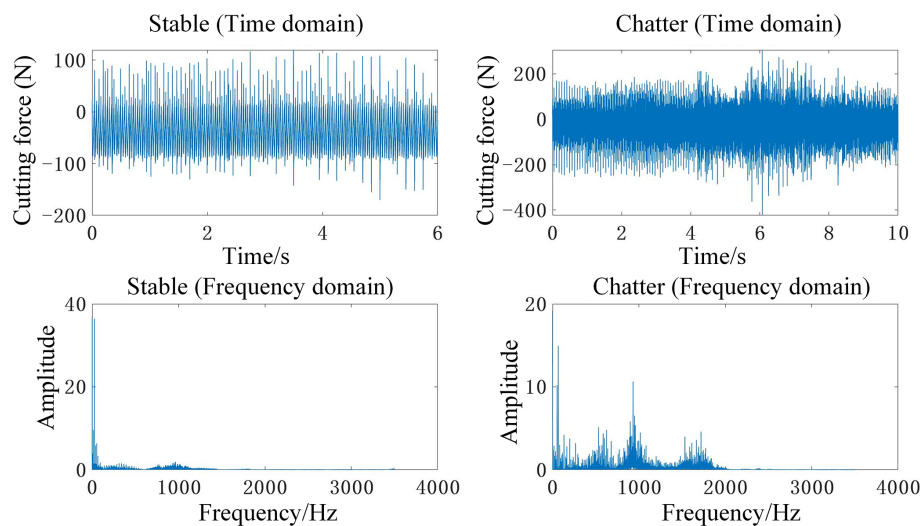 Stable (Time domain)
Cutting force (N)
100
0
−100
−200
0 2 4 6
Time/s
Chatter (Time domain)
Cutting force (N)
200
0
−200
−400
0 2 4 6 8 10
Time/s
Stable (Frequency domain)
Amplitude
40
20
0
0 1000 2000 3000 4000
Frequency/Hz
Chatter (Frequency domain)
Amplitude
20
10
0
0 1000 2000 3000 4000
Frequency/Hz